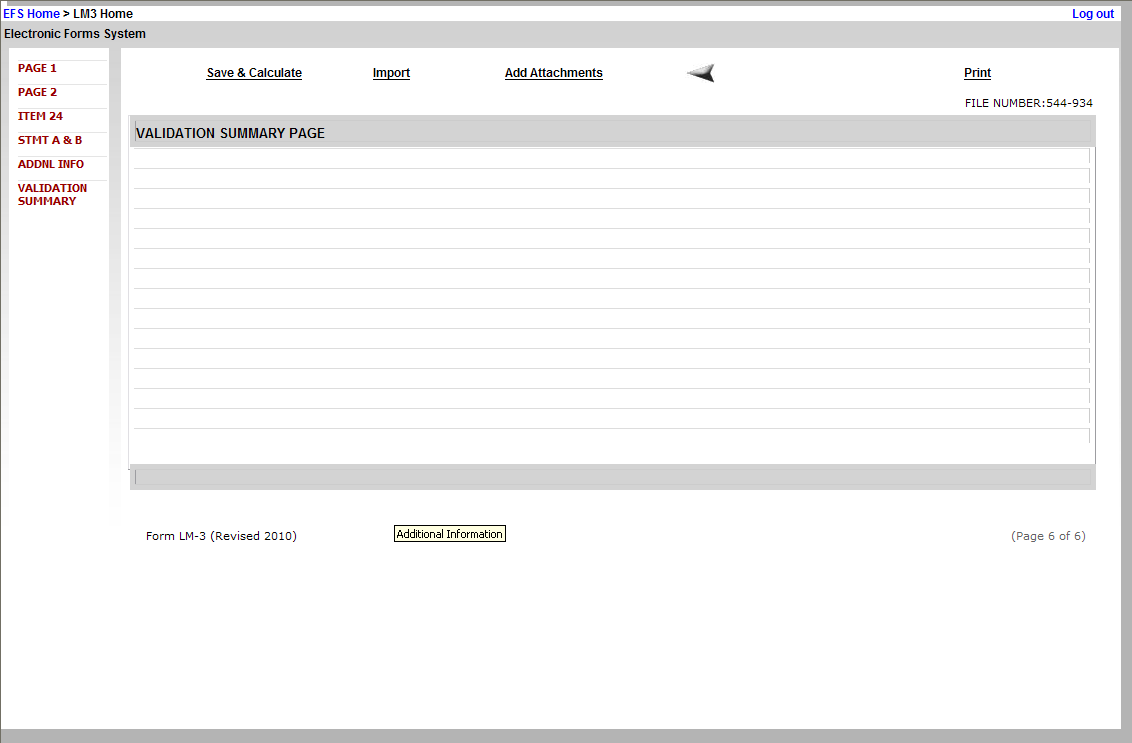 EFS Home > LM3 Home
Log out
Electronic Forms System
PAGE 1
PAGE 2
ITEM 24
STMT A & B
ADDNL INFO
VALIDATION
SUMMARY
Save & Calculate
Import
Add Attachments
Print
FILE NUMBER:544-934
VALIDATION SUMMARY PAGE
Form LM-3 (Revised 2010)
Additional Information
(Page 6 of 6)